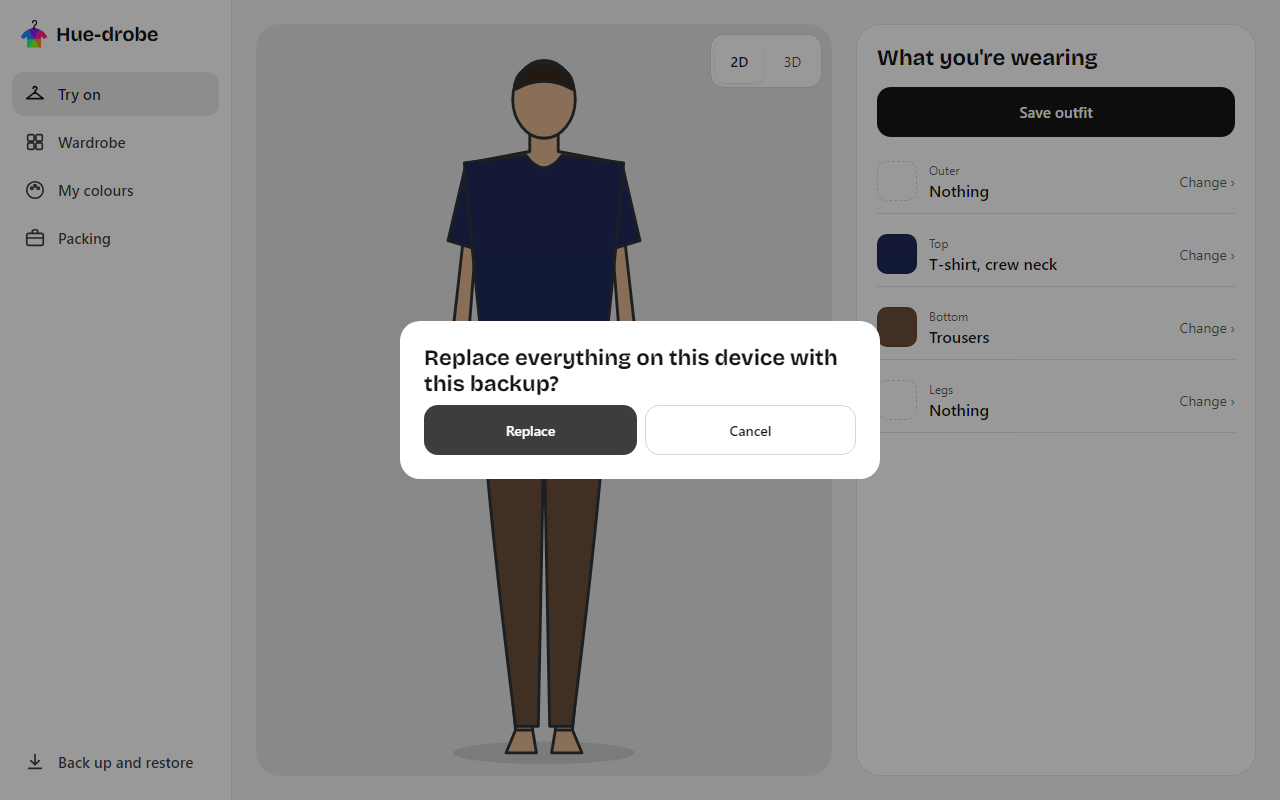 Hue-drobe
Try on
Wardrobe
My colours
Packing
Back up and restore
2D 3D
What you're wearing
Save outfit
Outer
Nothing
Change ›
Top
T-shirt, crew neck
Change ›
Bottom
Trousers
Change ›
Legs
Nothing
Change ›
Replace everything on this device with
this backup?
Replace Cancel